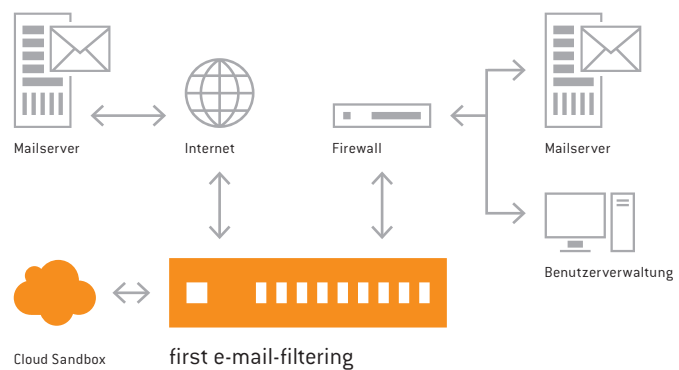 Mailserver
Internet
Firewall
Mailserver
Benutzerverwaltung
Cloud Sandbox
first e-mail-filtering